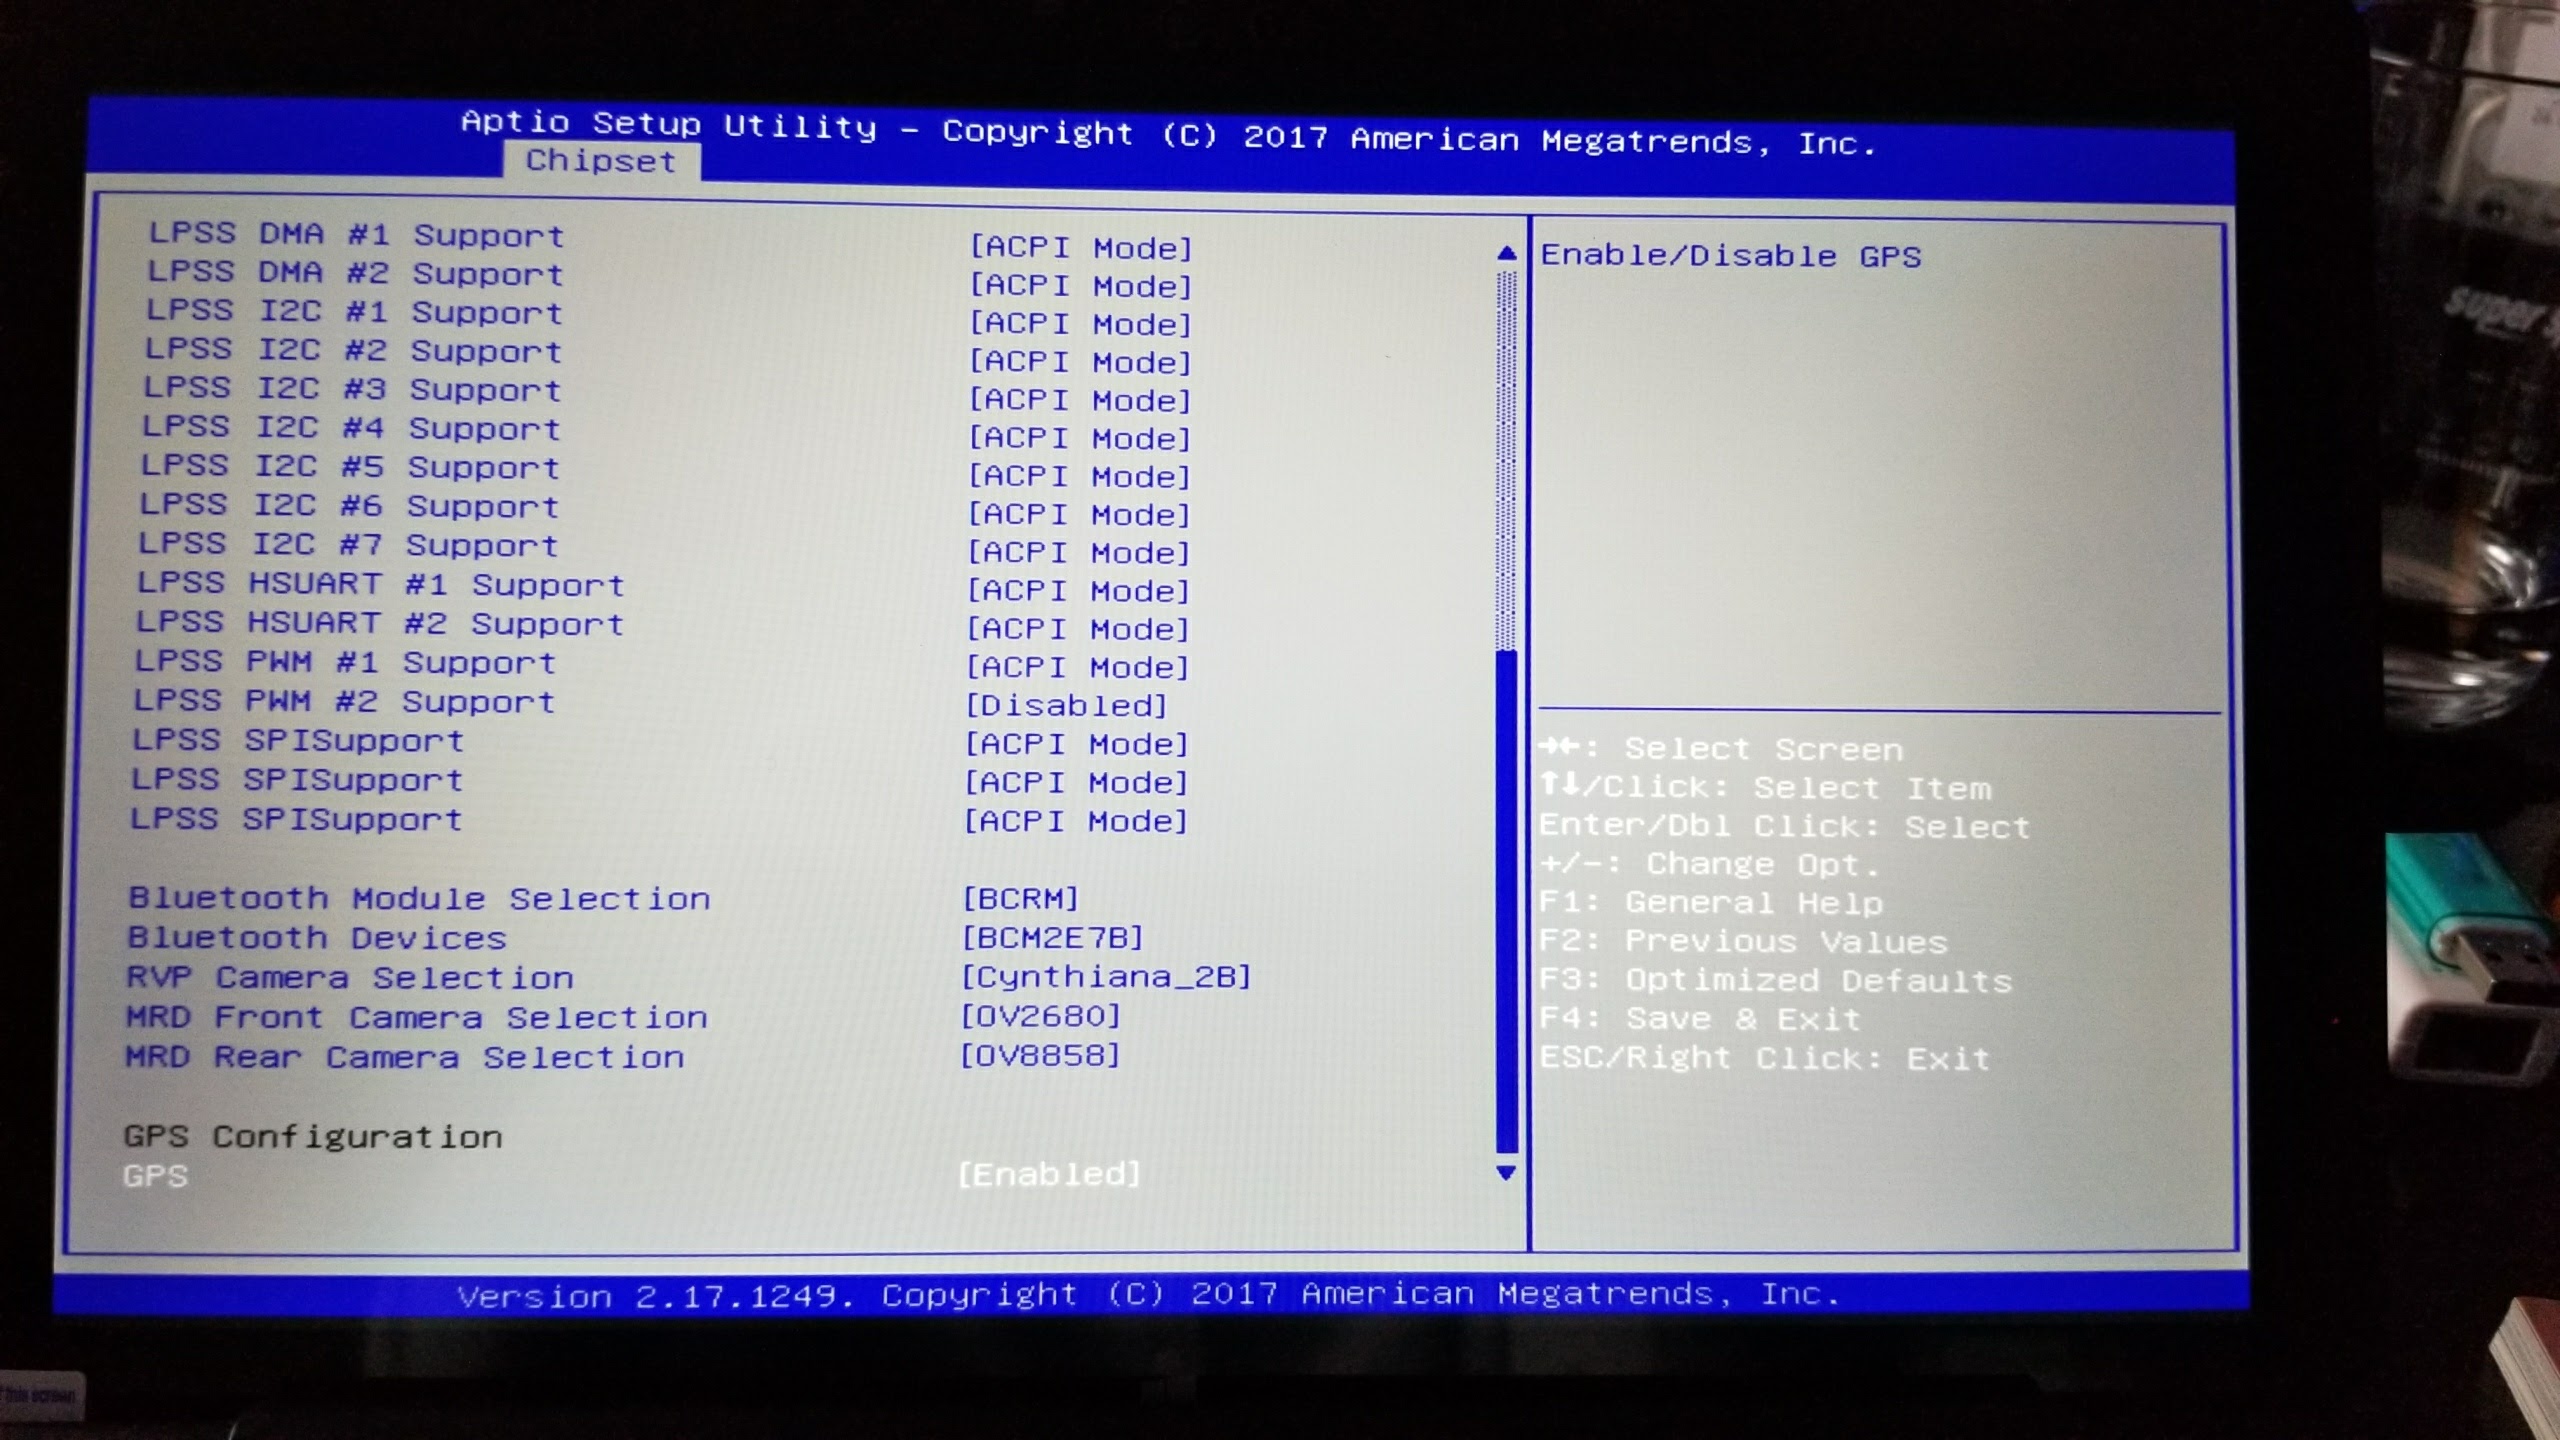 Aptio Setup Utility - Copyright (C) 2017 American Megatrends, Inc.
Chipset
LPSS DMA #1 Support [ACPI Mode]
LPSS DMA #2 Support [ACPI Mode]
LPSS I2C #1 Support [ACPI Mode]
LPSS I2C #2 Support [ACPI Mode]
LPSS I2C #3 Support [ACPI Mode]
LPSS I2C #4 Support [ACPI Mode]
LPSS I2C #5 Support [ACPI Mode]
LPSS I2C #6 Support [ACPI Mode]
LPSS I2C #7 Support [ACPI Mode]
LPSS HSUART #1 Support [ACPI Mode]
LPSS HSUART #2 Support [ACPI Mode]
LPSS PWM #1 Support [ACPI Mode]
LPSS PWM #2 Support [Disabled]
LPSS SPISupport [ACPI Mode]
LPSS SPISupport [ACPI Mode]
LPSS SPISupport [ACPI Mode]
Bluetooth Module Selection [BCRM]
Bluetooth Devices [BCM2E7B]
RVP Camera Selection [Cynthiana_2B]
MRD Front Camera Selection [OV2680]
MRD Rear Camera Selection [OV8858]
GPS Configuration
GPS [Enabled]
Enable/Disable GPS
→←: Select Screen
↑↓/Click: Select Item
Enter/Dbl Click: Select
+/-: Change Opt.
F1: General Help
F2: Previous Values
F3: Optimized Defaults
F4: Save & Exit
ESC/Right Click: Exit
Version 2.17.1249. Copyright (C) 2017 American Megatrends, Inc.
super
this screen